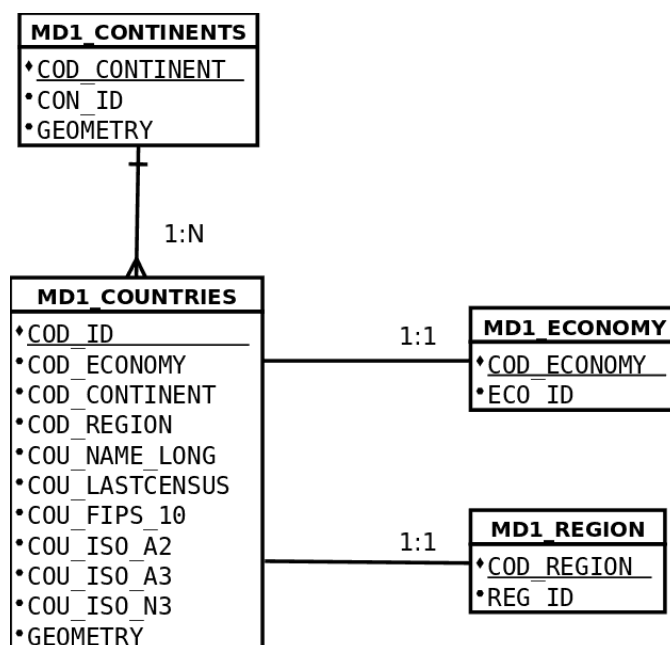 MD1_CONTINENTS
COD_CONTINENT
CON_ID
GEOMETRY
1:N
MD1_COUNTRIES
COD_ID
COD_ECONOMY
COD_CONTINENT
COD_REGION
COU_NAME_LONG
COU_LASTCENSUS
COU_FIPS_10
COU_ISO_A2
COU_ISO_A3
COU_ISO_N3
GEOMETRY
1:1
MD1_ECONOMY
COD_ECONOMY
ECO_ID
1:1
MD1_REGION
COD_REGION
REG_ID